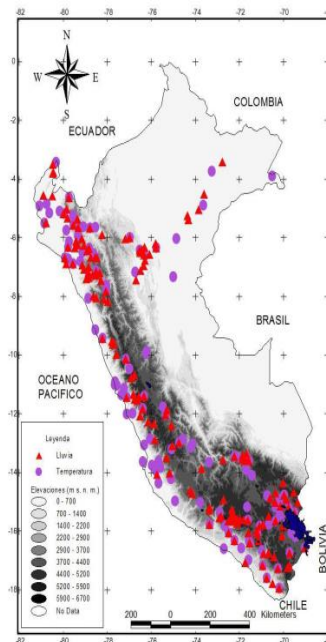 -82 -80 -78 -76 -74 -72 -70
N
W E
S
0
COLOMBIA
ECUADOR
-2
-4
-6
-8
BRASIL
-10
OCEANO
PACIFICO
-12
-14
-16
-18
Leyenda
Lluvia
Temperatura
Elevaciones (m s. n. m.)
0 - 700
700 - 1400
1400 - 2200
2200 - 2900
2900 - 3700
3700 - 4400
4400 - 5200
5200 - 5900
5900 - 6700
No Data
BOLIVIA
CHILE
200 0 200 400 Kilometers